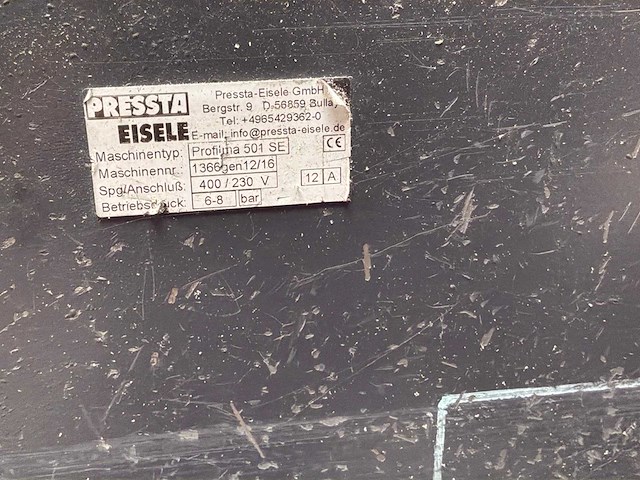 PRESSTA
EISELE
Pressta-Eisele GmbH
Bergstr. 9 D-56859 Bullay
Tel: +4965429362-0
E-mail: info@pressta-eisele.de
Maschinentyp: Profilma 501 SE
CE
Maschinennr.: 1366gen12/16
Spg/Anschluß: 400 / 230 V 12 A
Betriebsdruck: 6-8 bar